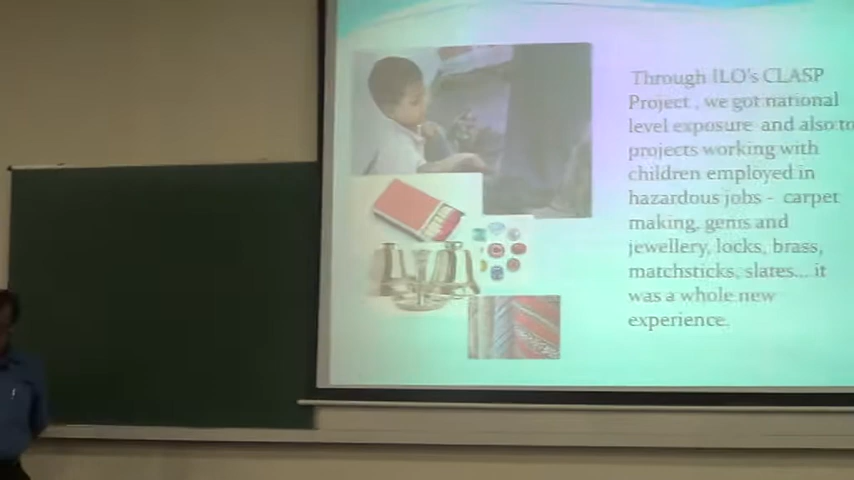 Through ILO's CLASP
Project , we got national
level exposure and also to
projects working with
children employed in
hazardous jobs - carpet
making, gems and
jewellery, locks, brass,
matchsticks, slates... it
was a whole new
experience.